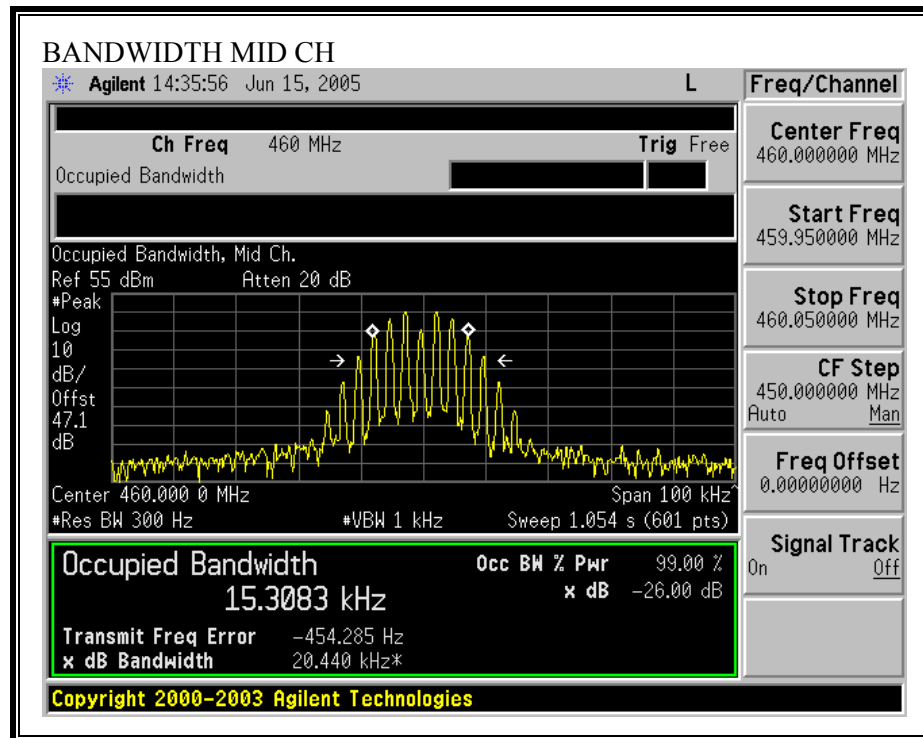 BANDWIDTH MID CH
Agilent 14:35:56 Jun 15, 2005 L
Freq/Channel
Ch Freq 460 MHz Trig Free
Occupied Bandwidth
Center Freq
460.000000 MHz
Start Freq
459.950000 MHz
Stop Freq
460.050000 MHz
CF Step
450.000000 MHz
Auto Man
Freq Offset
0.00000000 Hz
Signal Track
On Off
Occupied Bandwidth, Mid Ch.
Ref 55 dBm Atten 20 dB
#Peak
Log
10
dB/
Offst
47.1
dB
Center 460.000 0 MHz Span 100 kHz^
#Res BW 300 Hz #VBW 1 kHz Sweep 1.054 s (601 pts)
Occupied Bandwidth Occ BW % Pwr 99.00 %
15.3083 kHz x dB -26.00 dB
Transmit Freq Error -454.285 Hz
x dB Bandwidth 20.440 kHz*
Copyright 2000-2003 Agilent Technologies